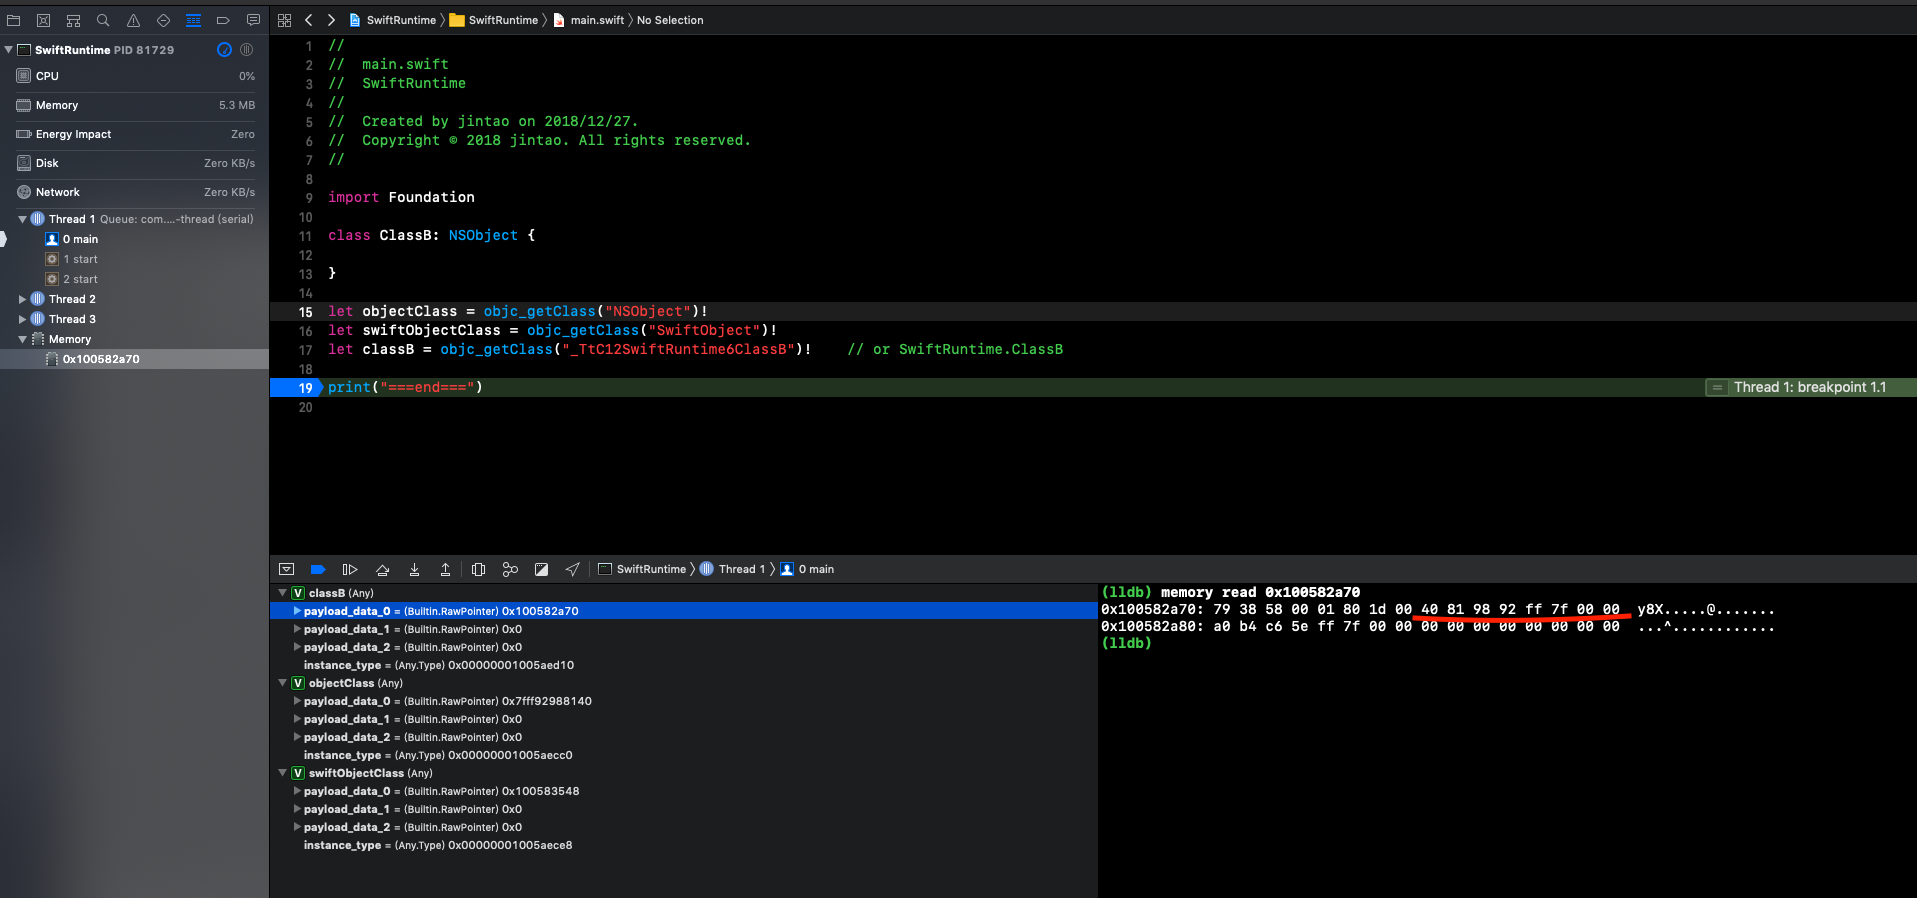 SwiftRuntime 〉 SwiftRuntime 〉 main.swift 〉 No Selection
SwiftRuntime PID 81729
CPU 0%
Memory 5.3 MB
Energy Impact Zero
Disk Zero KB/s
Network Zero KB/s
Thread 1 Queue: com....-thread (serial)
0 main
1 start
2 start
Thread 2
Thread 3
Memory
0x100582a70
1 //
2 //  main.swift
3 //  SwiftRuntime
4 //
5 //  Created by jintao on 2018/12/27.
6 //  Copyright © 2018 jintao. All rights reserved.
7 //
8
9 import Foundation
10
11 class ClassB: NSObject {
12
13 }
14
15 let objectClass = objc_getClass("NSObject")!
16 let swiftObjectClass = objc_getClass("SwiftObject")!
17 let classB = objc_getClass("_TtC12SwiftRuntime6ClassB")!    // or SwiftRuntime.ClassB
18
19 print("===end===") = Thread 1: breakpoint 1.1
20
SwiftRuntime 〉 Thread 1 〉 0 main
V classB (Any)
payload_data_0 = (Builtin.RawPointer) 0x100582a70
payload_data_1 = (Builtin.RawPointer) 0x0
payload_data_2 = (Builtin.RawPointer) 0x0
instance_type = (Any.Type) 0x00000001005aed10
V objectClass (Any)
payload_data_0 = (Builtin.RawPointer) 0x7fff92988140
payload_data_1 = (Builtin.RawPointer) 0x0
payload_data_2 = (Builtin.RawPointer) 0x0
instance_type = (Any.Type) 0x00000001005aecc0
V swiftObjectClass (Any)
payload_data_0 = (Builtin.RawPointer) 0x100583548
payload_data_1 = (Builtin.RawPointer) 0x0
payload_data_2 = (Builtin.RawPointer) 0x0
instance_type = (Any.Type) 0x00000001005aece8
(lldb) memory read 0x100582a70
0x100582a70: 79 38 58 00 01 80 1d 00 40 81 98 92 ff 7f 00 00  y8X.....@.......
0x100582a80: a0 b4 c6 5e ff 7f 00 00 00 00 00 00 00 00 00 00  ...^............
(lldb)